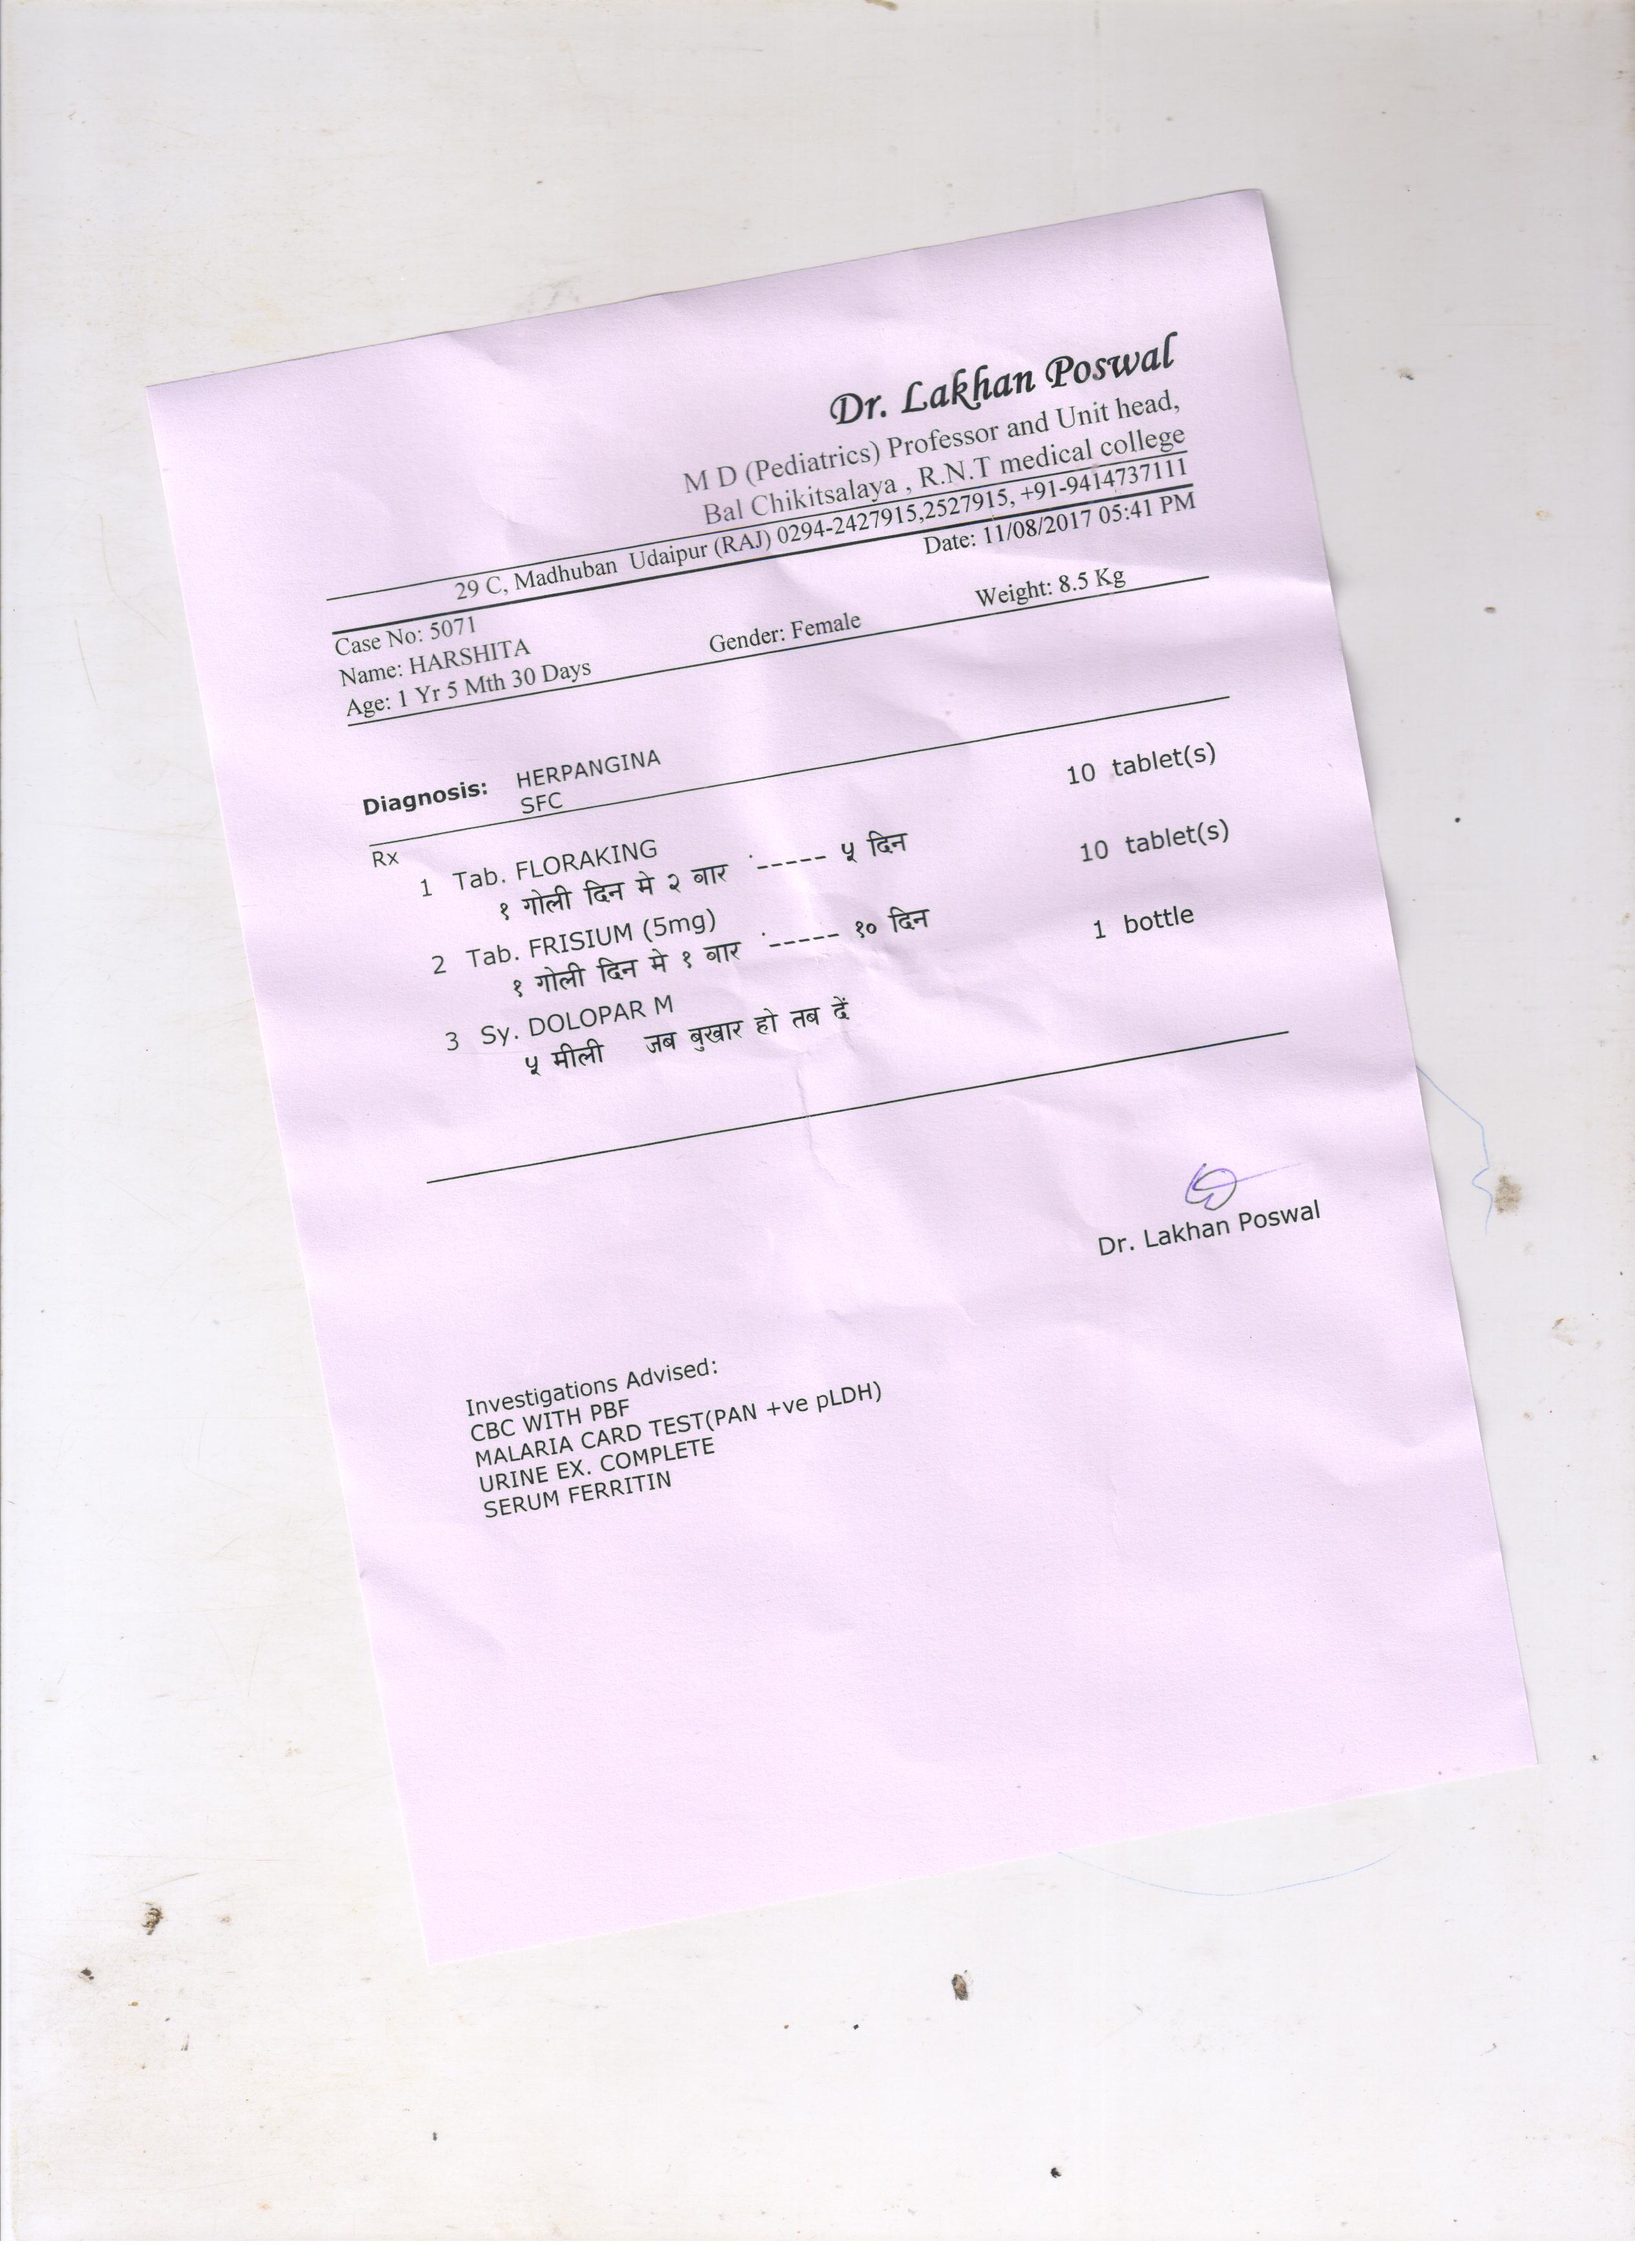 Dr. Lakhan Poswal
M D (Pediatrics) Professor and Unit head,
Bal Chikitsalaya , R.N.T medical college
29 C, Madhuban Udaipur (RAJ) 0294-2427915,2527915, +91-9414737111
Date: 11/08/2017 05:41 PM
Case No: 5071
Name: HARSHITA
Age: 1 Yr 5 Mth 30 Days Gender: Female Weight: 8.5 Kg
Diagnosis: HERPANGINA
SFC
Rx
1 Tab. FLORAKING 10 tablet(s)
१ गोली दिन मे २ बार ----- ५ दिन
2 Tab. FRISIUM (5mg) 10 tablet(s)
१ गोली दिन मे १ बार ----- १० दिन
3 Sy. DOLOPAR M 1 bottle
५ मीली जब बुखार हो तब दें
Dr. Lakhan Poswal
Investigations Advised:
CBC WITH PBF
MALARIA CARD TEST(PAN +ve pLDH)
URINE EX. COMPLETE
SERUM FERRITIN